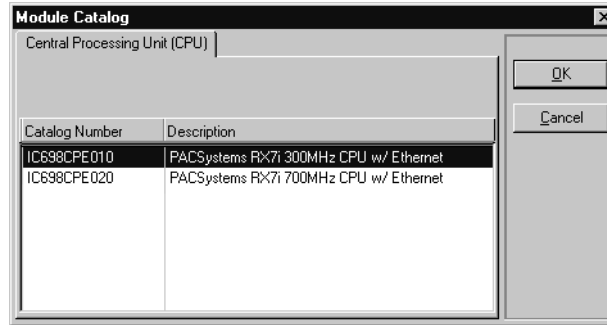 Module Catalog
Central Processing Unit (CPU)
OK
Cancel
Catalog Number Description
IC698CPE010 PACSystems RX7i 300MHz CPU w/ Ethernet
IC698CPE020 PACSystems RX7i 700MHz CPU w/ Ethernet